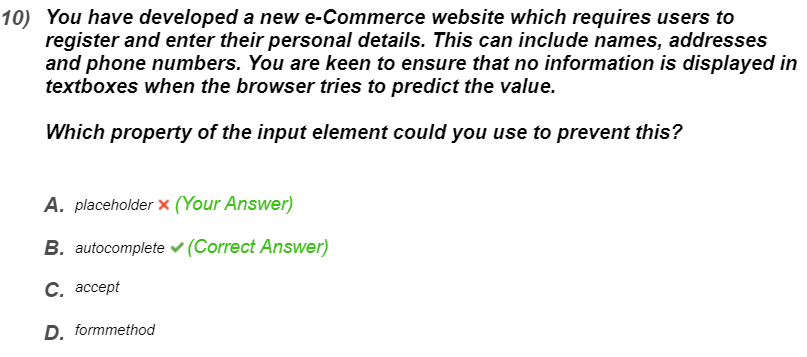 10) You have developed a new e-Commerce website which requires users to
register and enter their personal details. This can include names, addresses
and phone numbers. You are keen to ensure that no information is displayed in
textboxes when the browser tries to predict the value.
Which property of the input element could you use to prevent this?
A. placeholder ✗ (Your Answer)
B. autocomplete ✓ (Correct Answer)
C. accept
D. formmethod